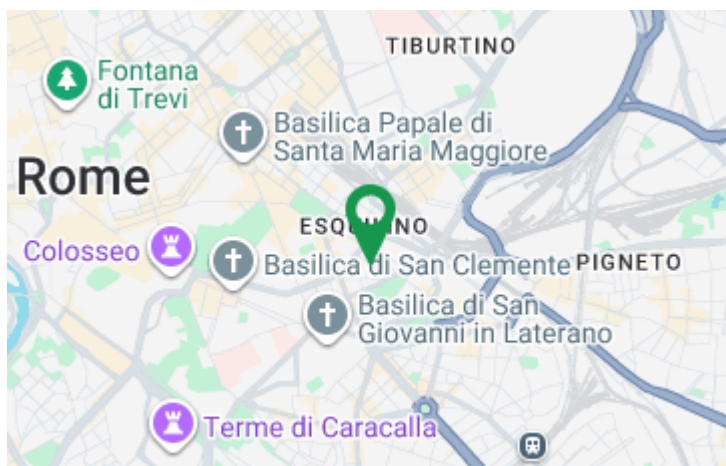 TIBURTINO
Fontana
di Trevi
Basilica Papale di
Santa Maria Maggiore
Rome
ESQUILINO
Colosseo
Basilica di San Clemente
PIGNETO
Basilica di San
Giovanni in Laterano
Terme di Caracalla